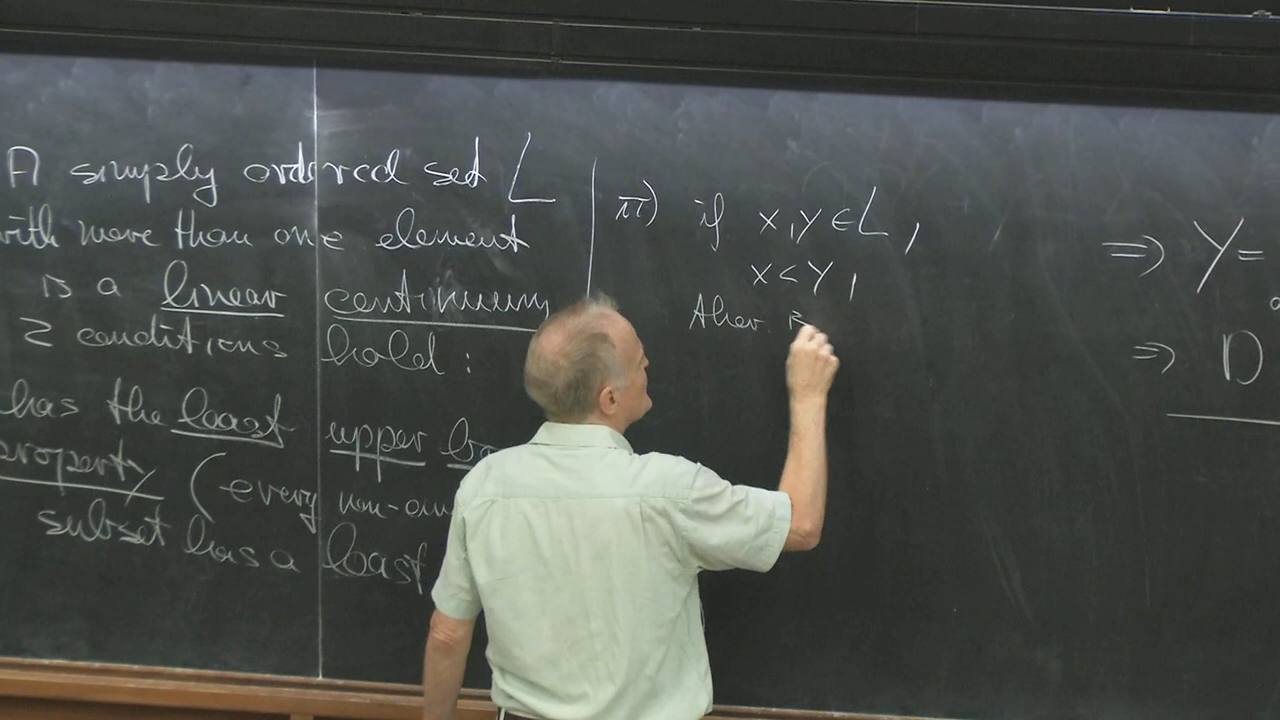 A simply ordered set L
with more than one element
is a linear continuum
2 conditions hold:
has the least upper bo
property (every non-em
subset has a least
ii) if x, y ∈ L,
x < y,
then
⇒ Y =
⇒ D